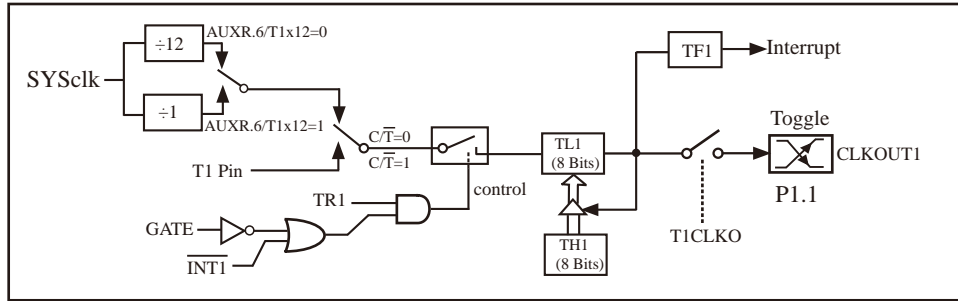 ÷12
AUXR.6/T1x12=0
SYSclk
÷1
AUXR.6/T1x12=1
T1 Pin
C/T̅=0
C/T̅=1
TR1
control
GATE
I̅N̅T̅1̅
TL1
(8 Bits)
TH1
(8 Bits)
TF1
Interrupt
Toggle
CLKOUT1
P1.1
T1CLKO